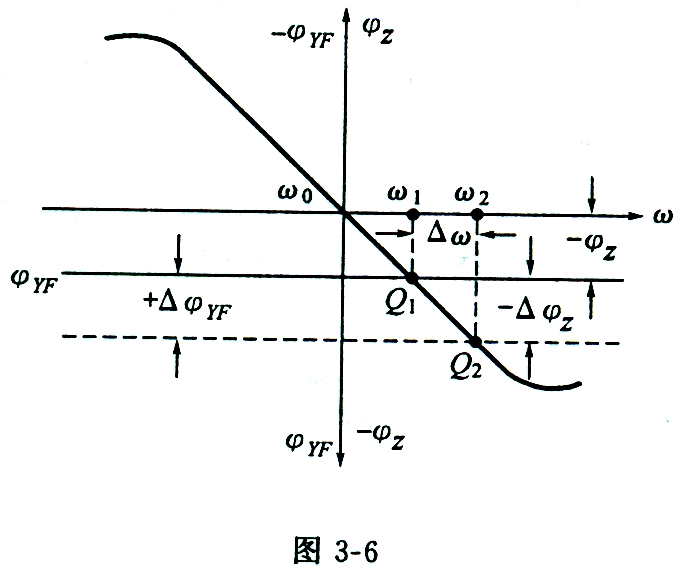 -φYF φZ
ω0 ω1 ω2 ω
Δω -φZ
φYF +ΔφYF Q1 -ΔφZ
Q2
φYF -φZ
图 3-6